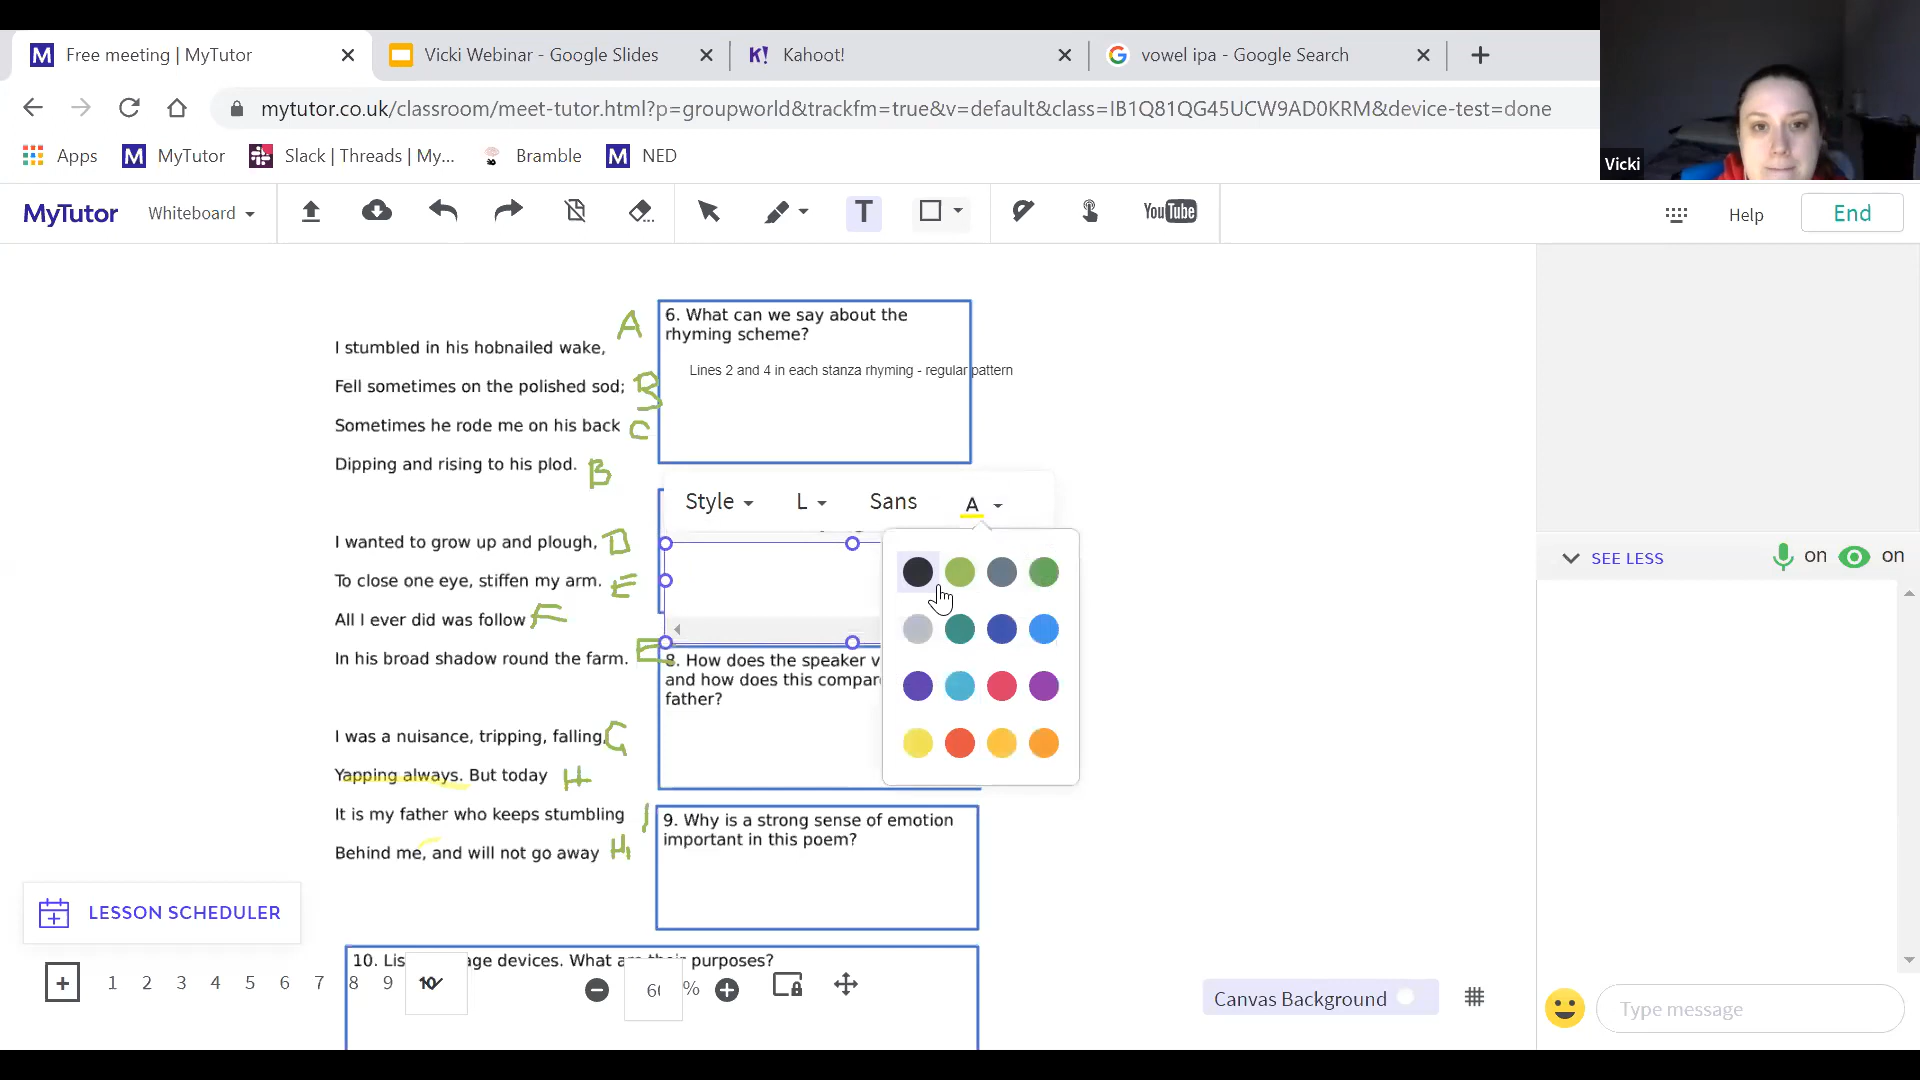 Free meeting | MyTutor
Vicki Webinar - Google Slides
K! Kahoot!
vowel ipa - Google Search
mytutor.co.uk/classroom/meet-tutor.html?p=groupworld&trackfm=true&v=default&class=IB1Q81QG45UCW9AD0KRM&device-test=done
Apps
M MyTutor
Slack | Threads | My...
Bramble
M NED
Vicki
MyTutor
Whiteboard
T
YouTube
Help
End
I stumbled in his hobnailed wake, A
Fell sometimes on the polished sod; B
Sometimes he rode me on his back C
Dipping and rising to his plod. B
I wanted to grow up and plough, D
To close one eye, stiffen my arm. E
All I ever did was follow F
In his broad shadow round the farm. E
I was a nuisance, tripping, falling, G
Yapping always. But today H
It is my father who keeps stumbling I
Behind me, and will not go away H
6. What can we say about the
rhyming scheme?
Lines 2 and 4 in each stanza rhyming - regular pattern
Style
L
Sans
A
8. How does the speaker v
and how does this compar
father?
9. Why is a strong sense of emotion
important in this poem?
10. Lis age devices. What purposes?
LESSON SCHEDULER
1 2 3 4 5 6 7 8 9 10
%
Canvas Background
SEE LESS
on
on
Type message